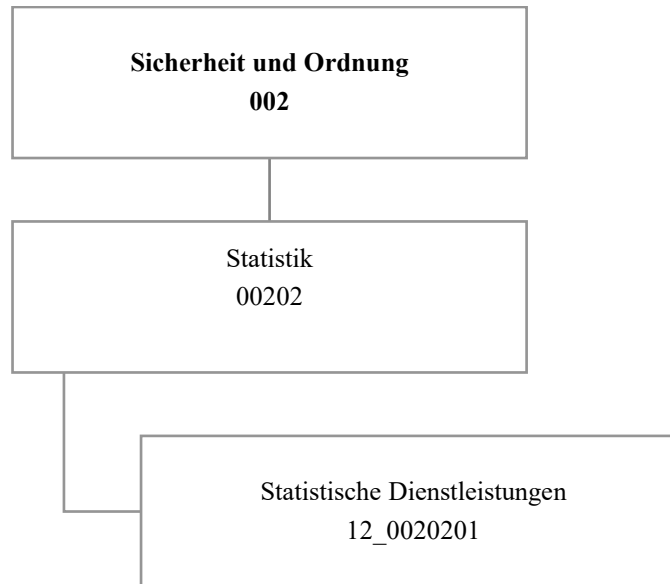 Sicherheit und Ordnung
002
Statistik
00202
Statistische Dienstleistungen
12_0020201